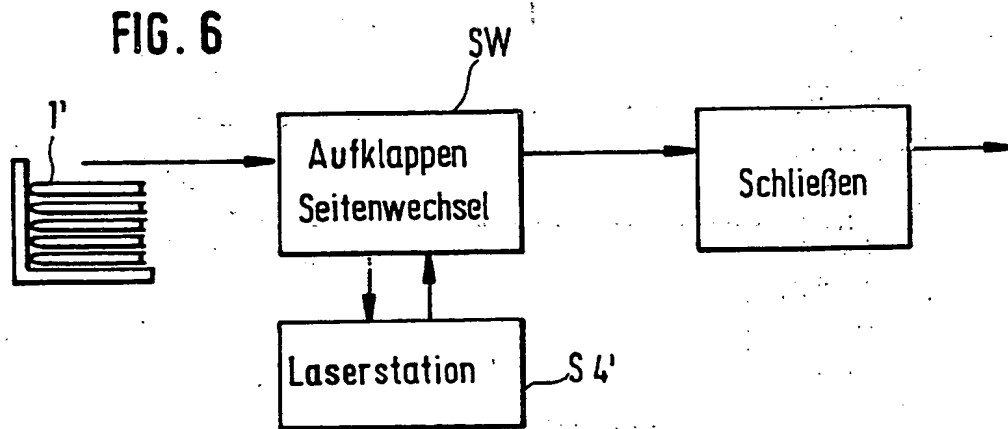 FIG. 6
SW
1'
Aufklappen
Seitenwechsel
Schließen
Laserstation
S 4'